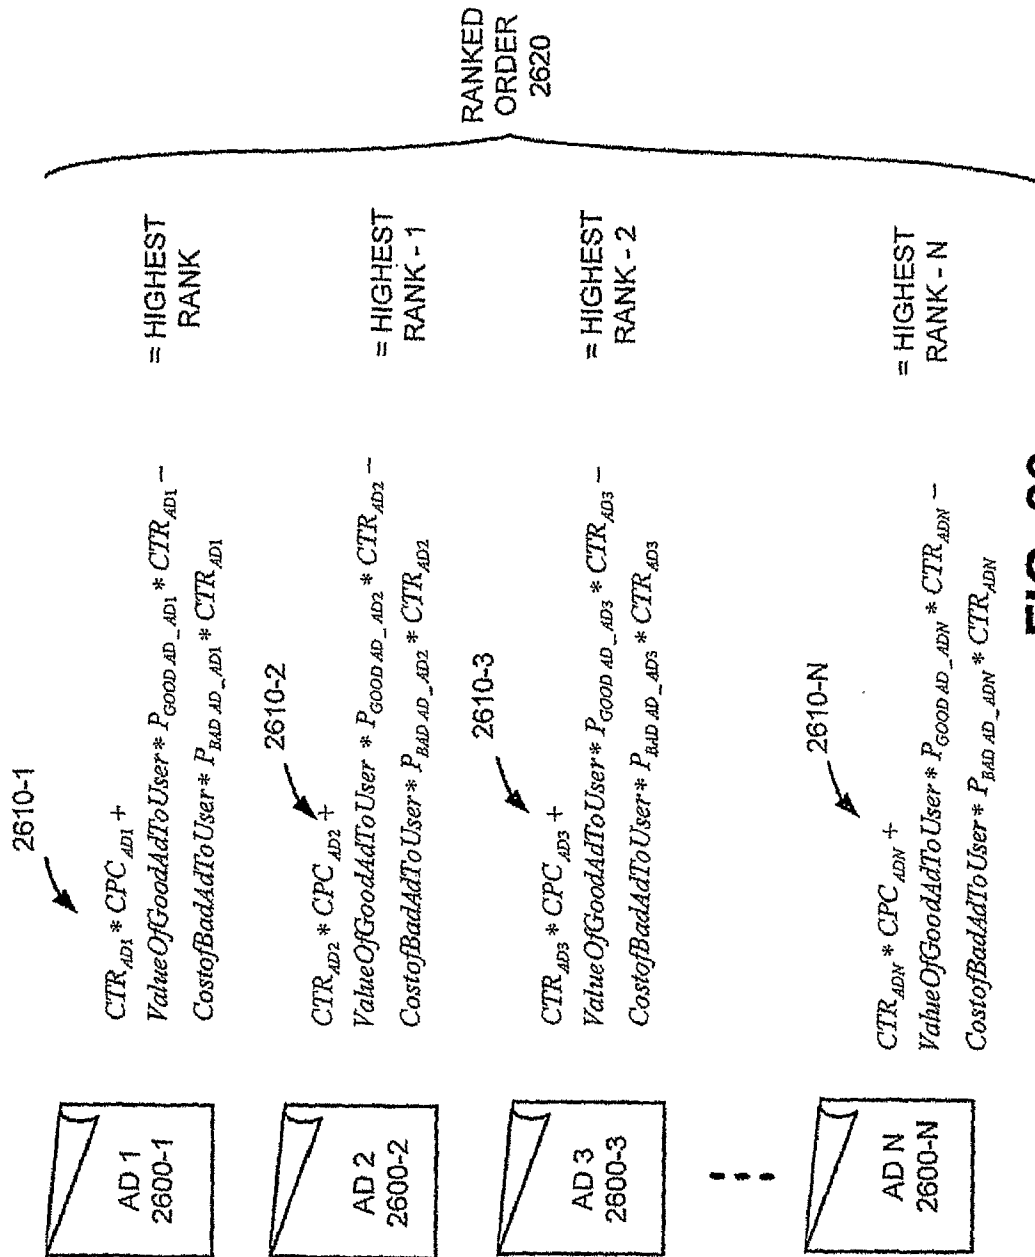 AD 1
2600-1
2610-1
CTR_AD1 * CPC_AD1 +
ValueOfGoodAdToUser * P_GOOD AD_AD1 * CTR_AD1 −
CostofBadAdToUser * P_BAD AD_AD1 * CTR_AD1
= HIGHEST
RANK
AD 2
2600-2
2610-2
CTR_AD2 * CPC_AD2 +
ValueOfGoodAdToUser * P_GOOD AD_AD2 * CTR_AD2 −
CostofBadAdToUser * P_BAD AD_AD2 * CTR_AD2
= HIGHEST
RANK - 1
AD 3
2600-3
2610-3
CTR_AD3 * CPC_AD3 +
ValueOfGoodAdToUser * P_GOOD AD_AD3 * CTR_AD3 −
CostofBadAdToUser * P_BAD AD_AD3 * CTR_AD3
= HIGHEST
RANK - 2
AD N
2600-N
2610-N
CTR_ADN * CPC_ADN +
ValueOfGoodAdToUser * P_GOOD AD_ADN * CTR_ADN −
CostofBadAdToUser * P_BAD AD_ADN * CTR_ADN
= HIGHEST
RANK - N
RANKED
ORDER
2620